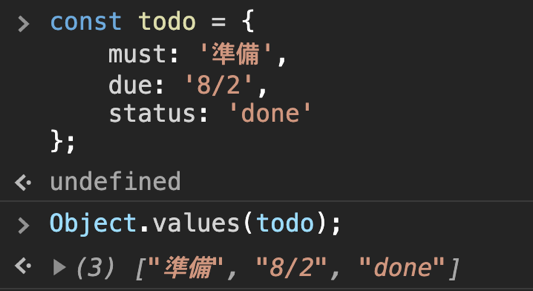 const todo = {
    must: '準備',
    due: '8/2',
    status: 'done'
};
undefined
Object.values(todo);
(3) ["準備", "8/2", "done"]